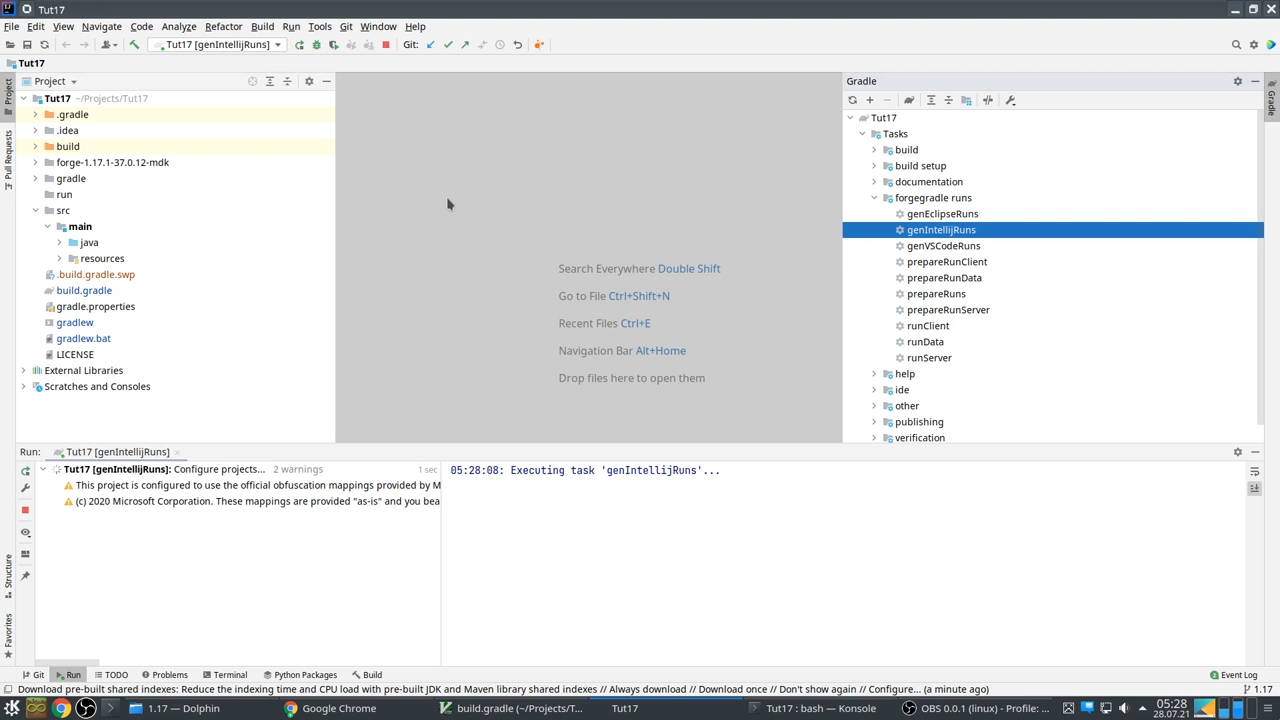 Tut17
File Edit View Navigate Code Analyze Refactor Build Run Tools Git Window Help
Tut17 [genIntellijRuns] Git:
Tut17
Project
Tut17 ~/Projects/Tut17
.gradle
.idea
build
forge-1.17.1-37.0.12-mdk
gradle
run
src
main
java
resources
.build.gradle.swp
build.gradle
gradle.properties
gradlew
gradlew.bat
LICENSE
External Libraries
Scratches and Consoles
Project
Pull Requests
Structure
Favorites
Search Everywhere Double Shift
Go to File Ctrl+Shift+N
Recent Files Ctrl+E
Navigation Bar Alt+Home
Drop files here to open them
Gradle
Tut17
Tasks
build
build setup
documentation
forgegradle runs
genEclipseRuns
genIntellijRuns
genVSCodeRuns
prepareRunClient
prepareRunData
prepareRuns
prepareRunServer
runClient
runData
runServer
help
ide
other
publishing
verification
Gradle
Run: Tut17 [genIntellijRuns]
Tut17 [genIntellijRuns]: Configure projects... 2 warnings 1 sec
This project is configured to use the official obfuscation mappings provided by M
(c) 2020 Microsoft Corporation. These mappings are provided "as-is" and you bea
05:28:08: Executing task 'genIntellijRuns'...
Git Run TODO Problems Terminal Python Packages Build Event Log
Download pre-built shared indexes: Reduce the indexing time and CPU load with pre-built JDK and Maven library shared indexes // Always download // Download once // Don't show again // Configure... (a minute ago) 1.17
1.17 — Dolphin Google Chrome build.gradle (~/Projects/T... Tut17 Tut17 : bash — Konsole OBS 0.0.1 (linux) - Profile: ... 05:28
28.07.21